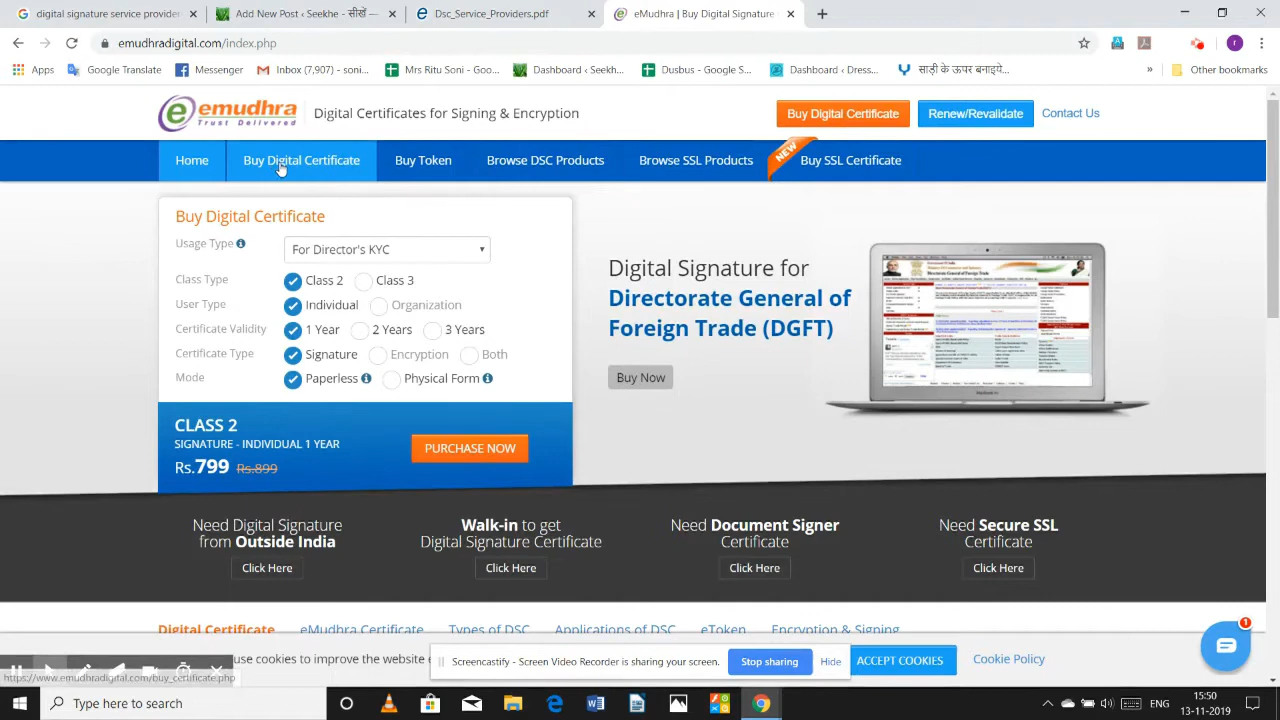 digital signature service provid
Dsc - Seekho Accounting - सीखें
Dsc_Service_Providers.pdf
eMudhra | Buy Digital Signature
emudhradigital.com/index.php
Apps
Google Translate
Messenger
Inbox (7,907) - soni...
Mrs Ritu Soni - Goo...
Dashboard ‹ Seekh...
Dusbus - Google S...
Dashboard ‹ Dress...
साड़ी के ऊपर बनाइये...
»
Other bookmarks
emudhra
Trust Delivered
Digital Certificates for Signing & Encryption
Buy Digital Certificate
Renew/Revalidate
Contact Us
Home
Buy Digital Certificate
Buy Token
Browse DSC Products
Browse SSL Products
NEW
Buy SSL Certificate
Buy Digital Certificate
Usage Type
For Director's KYC
Class Type
Class 2
Class 3
User Type
Organization
Certificate Validity
1 Year
2 Years
3 Years
Certificate Type
Sign
Encryption
Both
Mode
Paperless
Physical Form
CLASS 2
SIGNATURE - INDIVIDUAL 1 YEAR
Rs.799 Rs.899
PURCHASE NOW
Digital Signature for
Directorate General of
Foreign Trade (DGFT)
Buy Now
Need Digital Signature
from Outside India
Click Here
Walk-in to get
Digital Signature Certificate
Click Here
Need Document Signer
Certificate
Click Here
Need Secure SSL
Certificate
Click Here
Digital Certificate
eMudhra Certificate
Types of DSC
Applications of DSC
eToken
Encryption & Signing
use cookies to improve the website
Screencastify - Screen Video Recorder is sharing your screen.
Stop sharing
Hide
ACCEPT COOKIES
Cookie Policy
1
https://www.emudhradigital.com/buy_certificate.php
Type here to search
ENG
15:50
13-11-2019